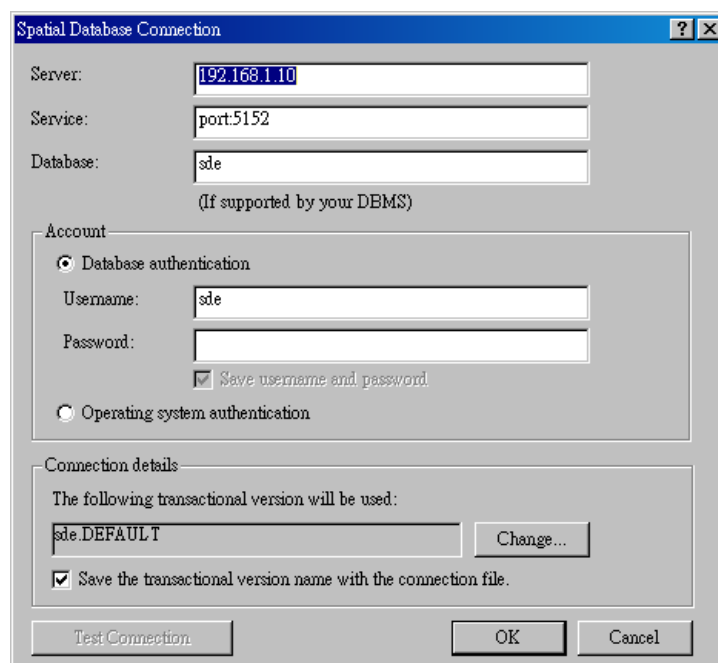 Spatial Database Connection
Server:
192.168.1.10
Service:
port:5152
Database:
sde
(If supported by your DBMS)
Account
Database authentication
Username:
sde
Password:
Save username and password
Operating system authentication
Connection details
The following transactional version will be used:
sde.DEFAULT
Change...
Save the transactional version name with the connection file.
Test Connection
OK
Cancel